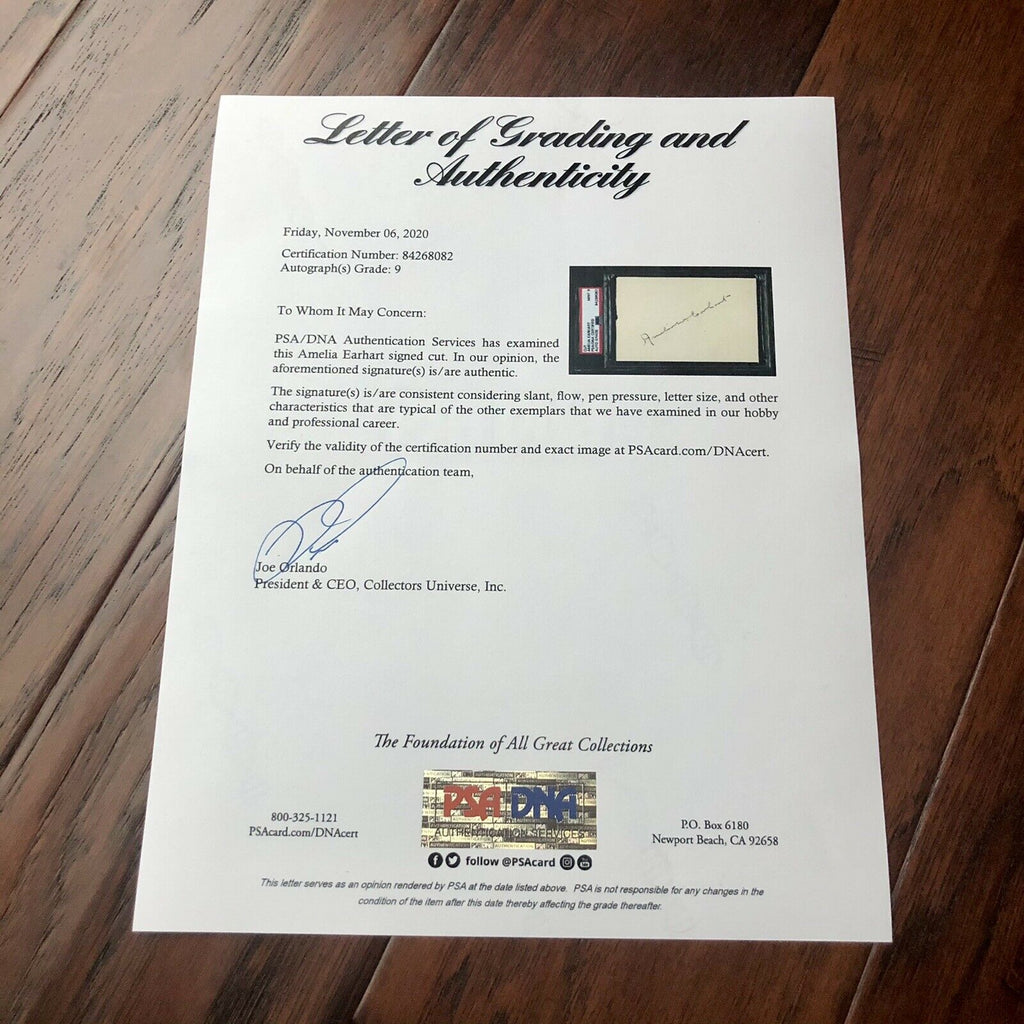 Letter of Grading and
Authenticity
Friday, November 06, 2020
Certification Number: 84268082
Autograph(s) Grade: 9
To Whom It May Concern:
PSA/DNA Authentication Services has examined
this Amelia Earhart signed cut. In our opinion, the
aforementioned signature(s) is/are authentic.
Amelia Earhart
The signature(s) is/are consistent considering slant, flow, pen pressure, letter size, and other
characteristics that are typical of the other exemplars that we have examined in our hobby
and professional career.
Verify the validity of the certification number and exact image at PSAcard.com/DNAcert.
On behalf of the authentication team,
Joe Orlando
President & CEO, Collectors Universe, Inc.
The Foundation of All Great Collections
PSA DNA
AUTHENTICATION SERVICES
800-325-1121
PSAcard.com/DNAcert
P.O. Box 6180
Newport Beach, CA 92658
follow @PSAcard
This letter serves as an opinion rendered by PSA at the date listed above. PSA is not responsible for any changes in the
condition of the item after this date thereby affecting the grade thereafter.